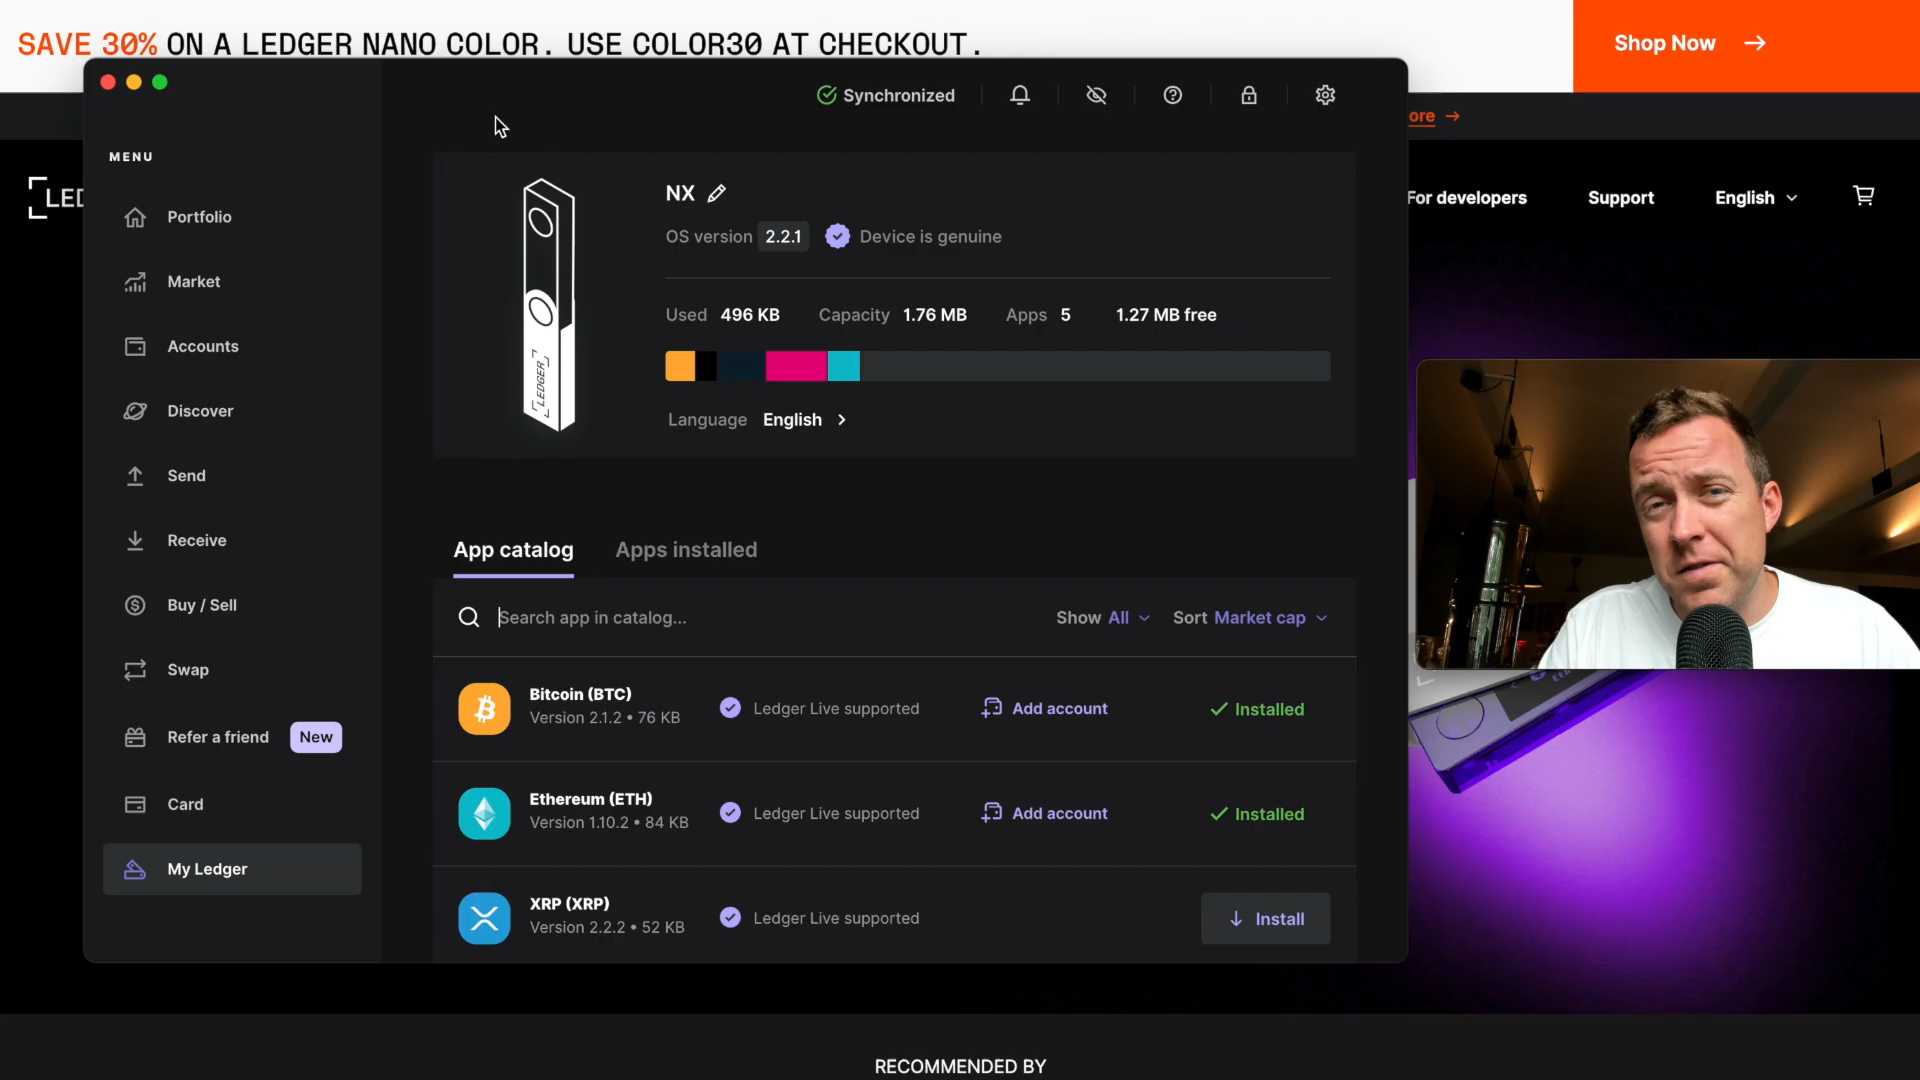 SAVE 30% ON A LEDGER NANO COLOR. USE COLOR30 AT CHECKOUT.
Shop Now
Synchronized
ore
MENU
LED
For developers
Support
English
Portfolio
Market
Accounts
Discover
Send
Receive
Buy / Sell
Swap
Refer a friend
New
Card
My Ledger
NX
OS version 2.2.1 Device is genuine
Used 496 KB Capacity 1.76 MB Apps 5 1.27 MB free
LEDGER
Language English
App catalog
Apps installed
Search app in catalog...
Show All
Sort Market cap
Bitcoin (BTC)
Version 2.1.2 • 76 KB
Ledger Live supported
Add account
Installed
Ethereum (ETH)
Version 1.10.2 • 84 KB
Ledger Live supported
Add account
Installed
XRP (XRP)
Version 2.2.2 • 52 KB
Ledger Live supported
Install
RECOMMENDED BY